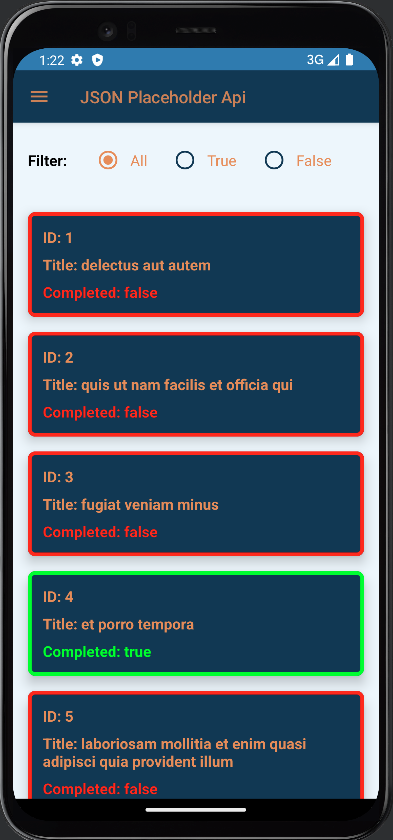 1:22 3G
JSON Placeholder Api
Filter: All True False
ID: 1
Title: delectus aut autem
Completed: false
ID: 2
Title: quis ut nam facilis et officia qui
Completed: false
ID: 3
Title: fugiat veniam minus
Completed: false
ID: 4
Title: et porro tempora
Completed: true
ID: 5
Title: laboriosam mollitia et enim quasi
adipisci quia provident illum
Completed: false